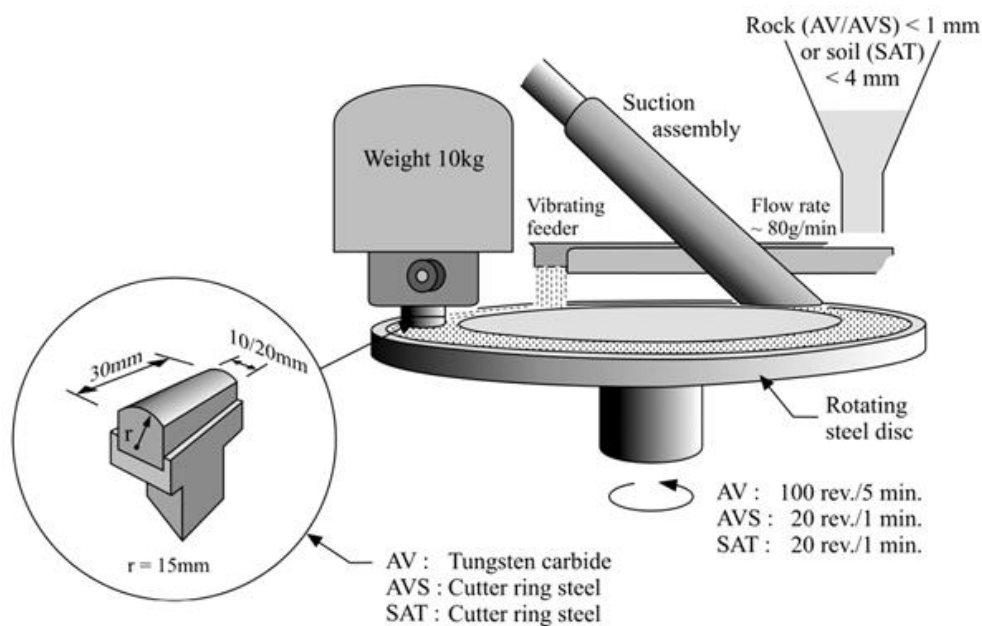 Rock (AV/AVS) < 1 mm
or soil (SAT)
< 4 mm
Suction
assembly
Weight 10kg
Vibrating
feeder
Flow rate
~ 80g/min
10/20mm
30mm
r
r = 15mm
Rotating
steel disc
AV : 100 rev./5 min.
AVS : 20 rev./1 min.
SAT : 20 rev./1 min.
AV : Tungsten carbide
AVS : Cutter ring steel
SAT : Cutter ring steel